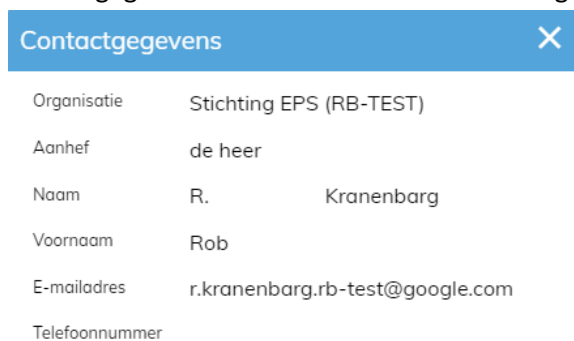 Contactgegevens
Organisatie Stichting EPS (RB-TEST)
Aanhef de heer
Naam R. Kranenbarg
Voornaam Rob
E-mailadres r.kranenbarg.rb-test@google.com
Telefoonnummer